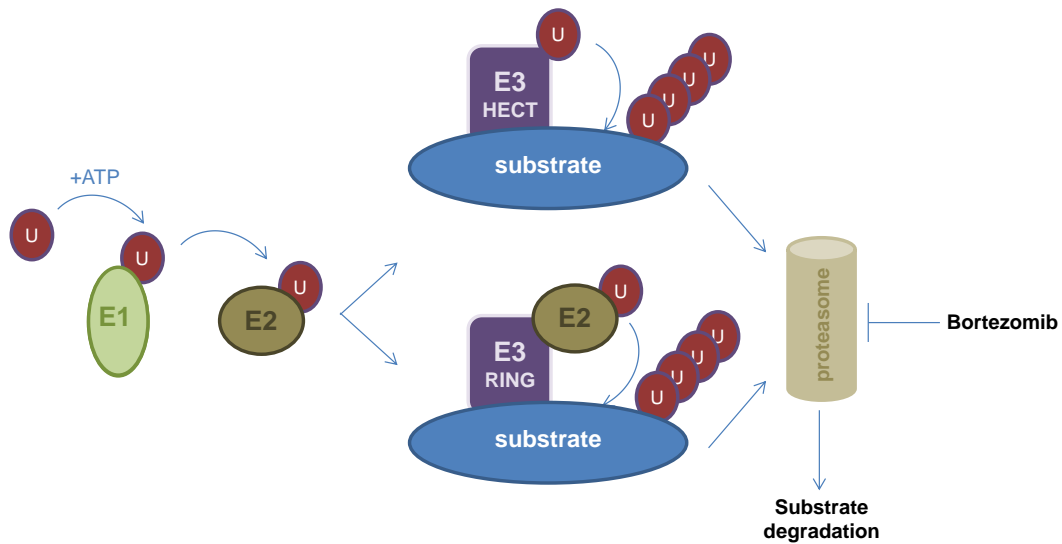 U
E3
HECT
U
U
U
U
substrate
+ATP
U
U
E1
U
E2
U
E2
E3
RING
U
U
U
U
substrate
proteasome
Bortezomib
Substrate
degradation